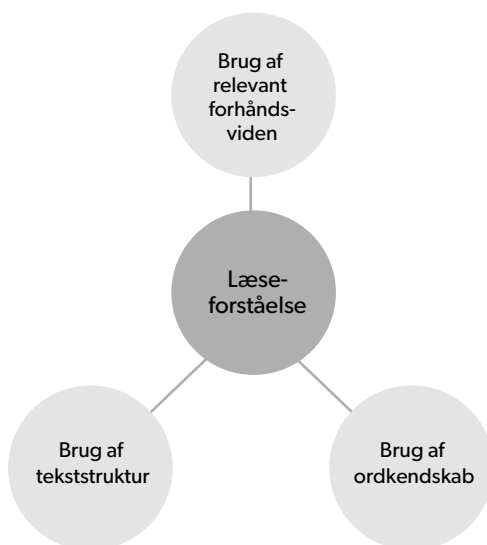 Brug af
relevant
forhånds-
viden
Læse-
forståelse
Brug af
tekststruktur
Brug af
ordkendskab